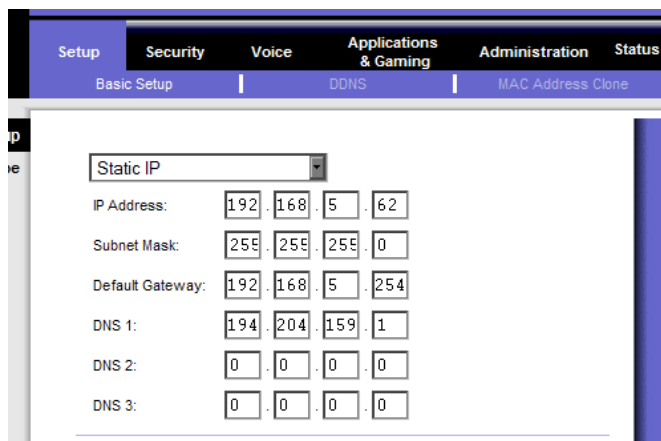 Setup Security Voice Applications & Gaming Administration Status
Basic Setup DDNS MAC Address Clone
up
pe
Static IP
IP Address: 192 . 168 . 5 . 62
Subnet Mask: 255 . 255 . 255 . 0
Default Gateway: 192 . 168 . 5 . 254
DNS 1: 194 . 204 . 159 . 1
DNS 2: 0 . 0 . 0 . 0
DNS 3: 0 . 0 . 0 . 0